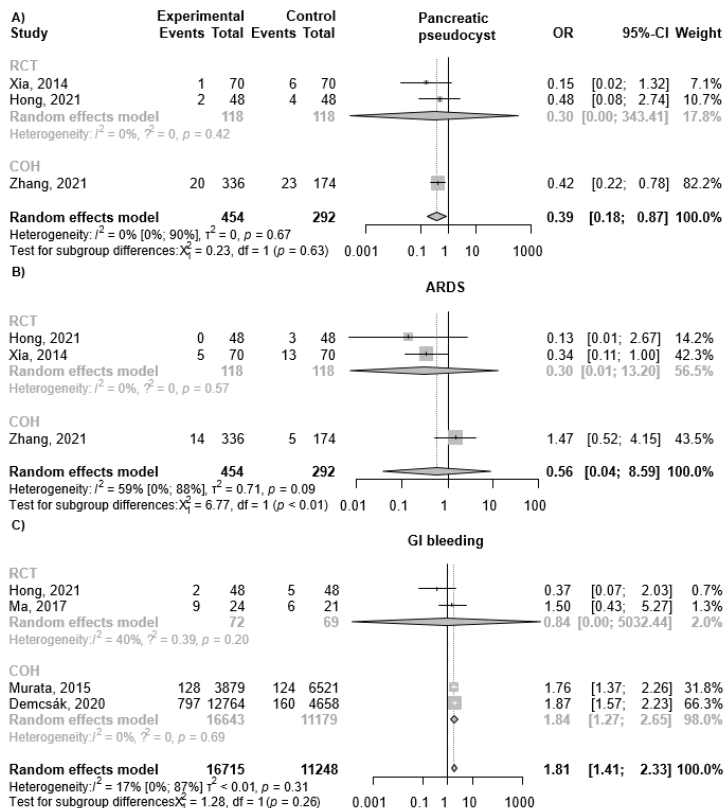 A) Experimental Control Pancreatic
Study Events Total Events Total pseudocyst OR 95%-CI Weight
RCT
Xia, 2014 1 70 6 70 0.15 [0.02; 1.32] 7.1%
Hong, 2021 2 48 4 48 0.48 [0.08; 2.74] 10.7%
Random effects model 118 118 0.30 [0.00; 343.41] 17.8%
Heterogeneity: I² = 0%, ?² = 0, p = 0.42
COH
Zhang, 2021 20 336 23 174 0.42 [0.22; 0.78] 82.2%
Random effects model 454 292 0.39 [0.18; 0.87] 100.0%
Heterogeneity: I² = 0% [0%; 90%], τ² = 0, p = 0.67
Test for subgroup differences: X²₁ = 0.23, df = 1 (p = 0.63) 0.001 0.1 1 10 1000
B)
ARDS
RCT
Hong, 2021 0 48 3 48 0.13 [0.01; 2.67] 14.2%
Xia, 2014 5 70 13 70 0.34 [0.11; 1.00] 42.3%
Random effects model 118 118 0.30 [0.01; 13.20] 56.5%
Heterogeneity: I² = 0%, ?² = 0, p = 0.57
COH
Zhang, 2021 14 336 5 174 1.47 [0.52; 4.15] 43.5%
Random effects model 454 292 0.56 [0.04; 8.59] 100.0%
Heterogeneity: I² = 59% [0%; 88%], τ² = 0.71, p = 0.09
Test for subgroup differences: X²₁ = 6.77, df = 1 (p < 0.01) 0.01 0.1 1 10 100
C)
GI bleeding
RCT
Hong, 2021 2 48 5 48 0.37 [0.07; 2.03] 0.7%
Ma, 2017 9 24 6 21 1.50 [0.43; 5.27] 1.3%
Random effects model 72 69 0.84 [0.00; 5032.44] 2.0%
Heterogeneity: I² = 40%, ?² = 0.39, p = 0.20
COH
Murata, 2015 128 3879 124 6521 1.76 [1.37; 2.26] 31.8%
Demcsák, 2020 797 12764 160 4658 1.87 [1.57; 2.23] 66.3%
Random effects model 16643 11179 1.84 [1.27; 2.65] 98.0%
Heterogeneity: I² = 0%, ?² = 0, p = 0.69
Random effects model 16715 11248 1.81 [1.41; 2.33] 100.0%
Heterogeneity: I² = 17% [0%; 87%] τ² < 0.01, p = 0.31
Test for subgroup differences X²₁ = 1.28, df = 1 (p = 0.26) 0.001 0.1 1 10 1000